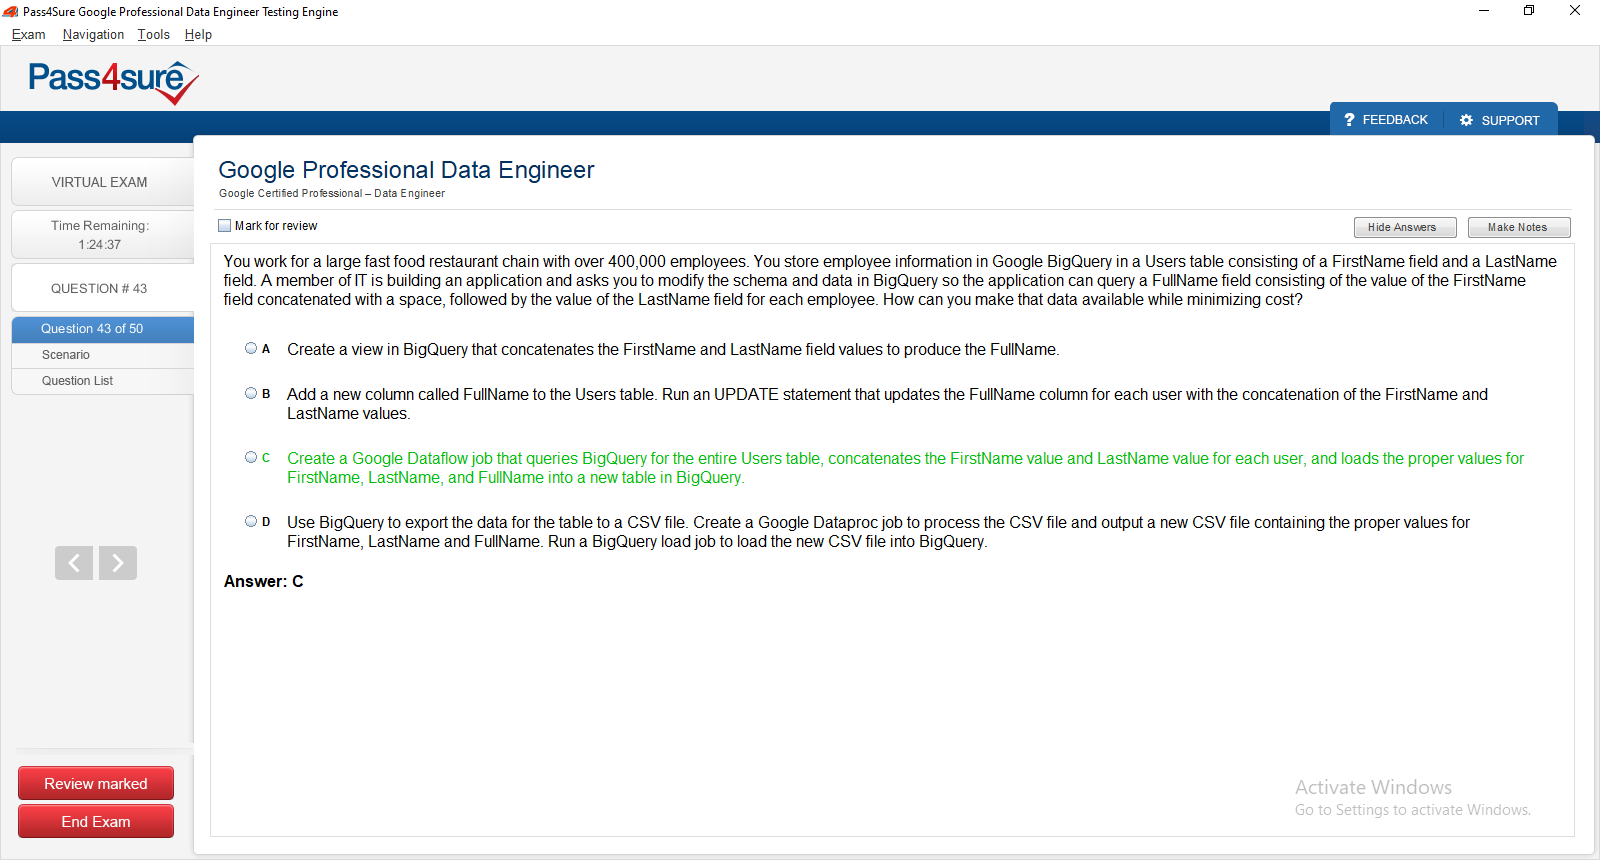 Pass4Sure Google Professional Data Engineer Testing Engine
Exam Navigation Tools Help
Pass4sure
? FEEDBACK SUPPORT
VIRTUAL EXAM
Time Remaining:
1:24:37
QUESTION # 43
Question 43 of 50
Scenario
Question List
Google Professional Data Engineer
Google Certified Professional – Data Engineer
Mark for review
Hide Answers Make Notes
You work for a large fast food restaurant chain with over 400,000 employees. You store employee information in Google BigQuery in a Users table consisting of a FirstName field and a LastName
field. A member of IT is building an application and asks you to modify the schema and data in BigQuery so the application can query a FullName field consisting of the value of the FirstName
field concatenated with a space, followed by the value of the LastName field for each employee. How can you make that data available while minimizing cost?
A Create a view in BigQuery that concatenates the FirstName and LastName field values to produce the FullName.
B Add a new column called FullName to the Users table. Run an UPDATE statement that updates the FullName column for each user with the concatenation of the FirstName and
LastName values.
C Create a Google Dataflow job that queries BigQuery for the entire Users table, concatenates the FirstName value and LastName value for each user, and loads the proper values for
FirstName, LastName, and FullName into a new table in BigQuery.
D Use BigQuery to export the data for the table to a CSV file. Create a Google Dataproc job to process the CSV file and output a new CSV file containing the proper values for
FirstName, LastName and FullName. Run a BigQuery load job to load the new CSV file into BigQuery.
Answer: C
Review marked
End Exam
Activate Windows
Go to Settings to activate Windows.